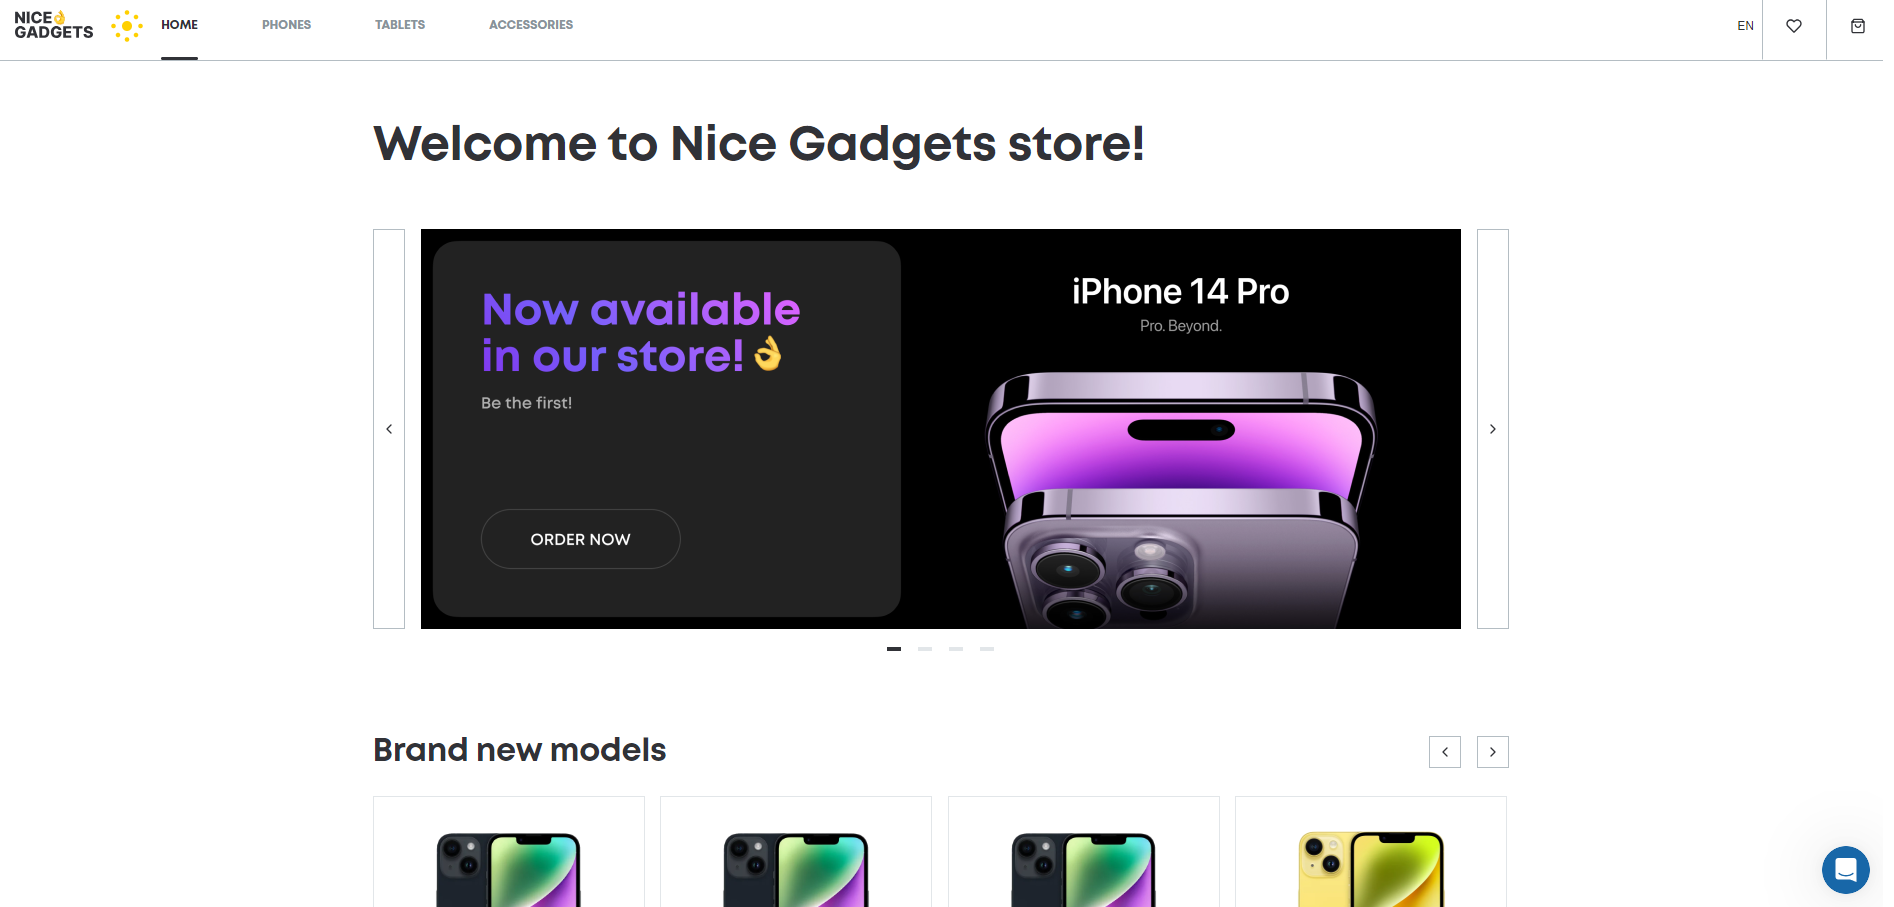 NICE👌
GADGETS
HOME
PHONES
TABLETS
ACCESSORIES
EN
Welcome to Nice Gadgets store!
Now available
in our store!👌
Be the first!
ORDER NOW
iPhone 14 Pro
Pro. Beyond.
Brand new models